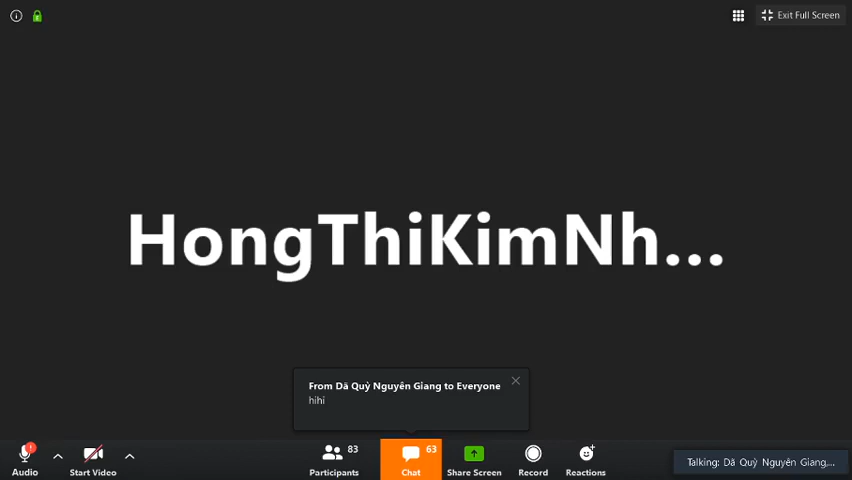 Exit Full Screen
HongThiKimNh...
From Dã Quỳ Nguyên Giang to Everyone
hihi
83
63
Audio
Start Video
Participants
Chat
Share Screen
Record
Reactions
Talking: Dã Quỳ Nguyên Giang,...